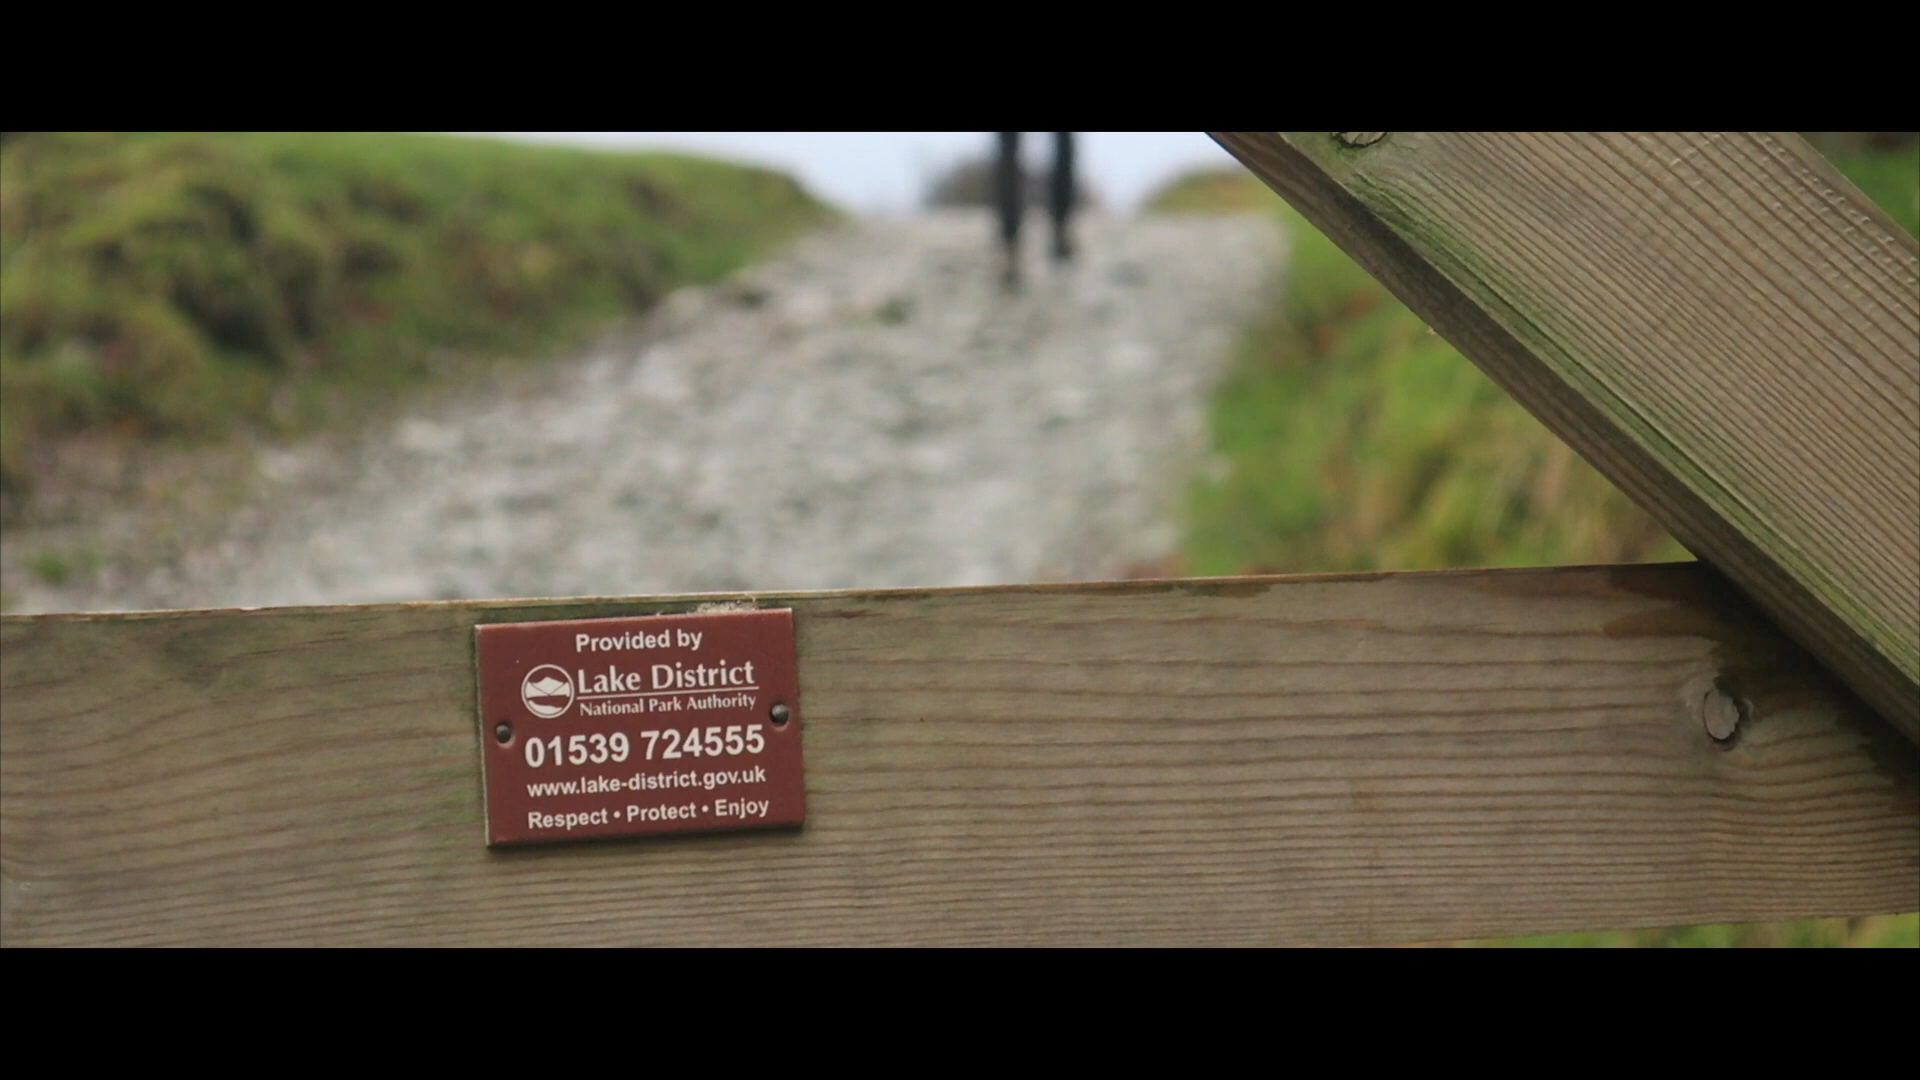 Provided by
Lake District
National Park Authority
01539 724555
www.lake-district.gov.uk
Respect • Protect • Enjoy